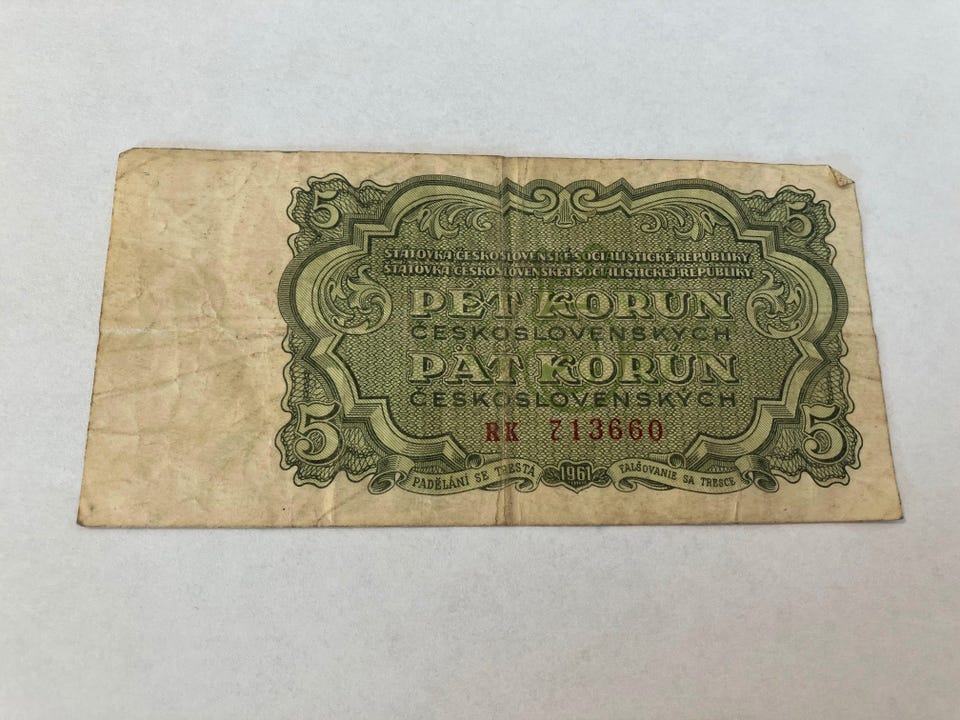 5 5
STÁTOVKA ČESKOSLOVENSKÉ SOCIALISTICKÉ REPUBLIKY
ŠTÁTOVKA ČESKOSLOVENSKEJ SOCIALISTICKEJ REPUBLIKY
PĚT KORUN
ČESKOSLOVENSKÝCH
PÄŤ KORÚN
ČESKOSLOVENSKÝCH
RK 713660
5 5
PADĚLÁNÍ SE TRESTÁ 1961 FALŠOVANIE SA TRESCE